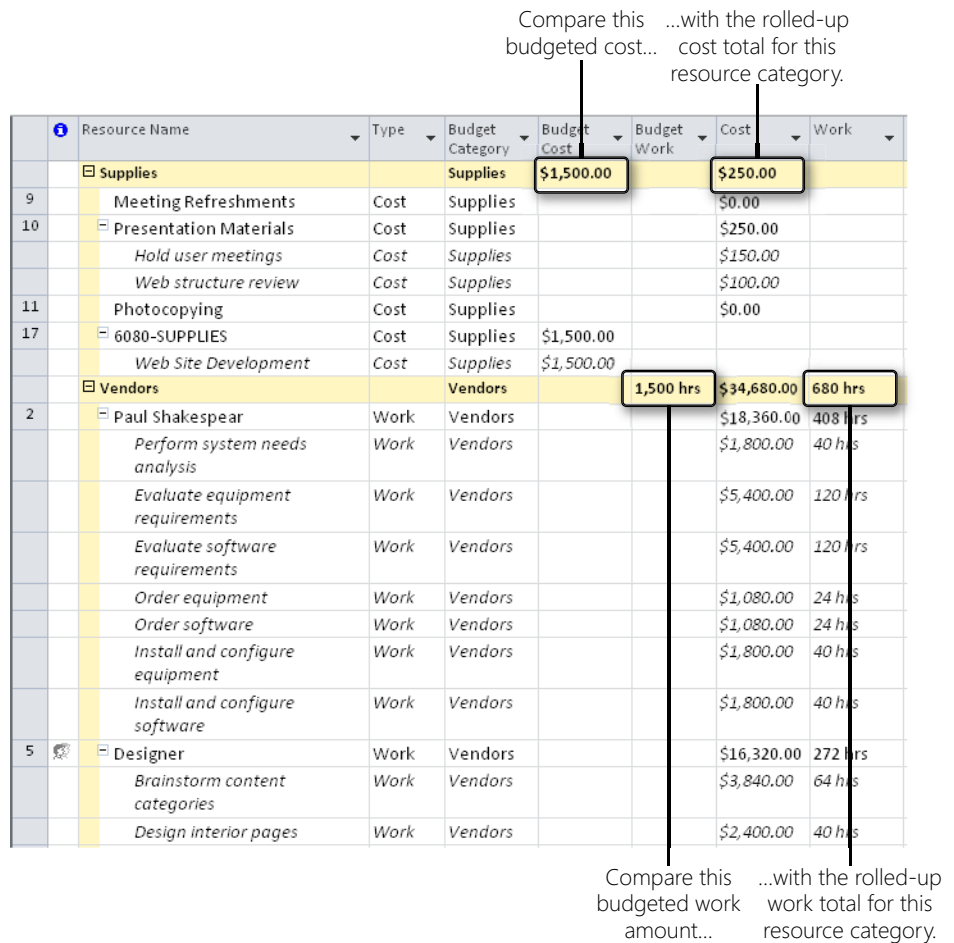 Compare this budgeted cost...
...with the rolled-up cost total for this resource category.
Resource Name Type Budget Category Budget Cost Budget Work Cost Work
Supplies Supplies $1,500.00 $250.00
9 Meeting Refreshments Cost Supplies $0.00
10 Presentation Materials Cost Supplies $250.00
Hold user meetings Cost Supplies $150.00
Web structure review Cost Supplies $100.00
11 Photocopying Cost Supplies $0.00
17 6080-SUPPLIES Cost Supplies $1,500.00
Web Site Development Cost Supplies $1,500.00
Vendors Vendors 1,500 hrs $34,680.00 680 hrs
2 Paul Shakespear Work Vendors $18,360.00 408 hrs
Perform system needs analysis Work Vendors $1,800.00 40 hrs
Evaluate equipment requirements Work Vendors $5,400.00 120 hrs
Evaluate software requirements Work Vendors $5,400.00 120 hrs
Order equipment Work Vendors $1,080.00 24 hrs
Order software Work Vendors $1,080.00 24 hrs
Install and configure equipment Work Vendors $1,800.00 40 hrs
Install and configure software Work Vendors $1,800.00 40 hrs
5 Designer Work Vendors $16,320.00 272 hrs
Brainstorm content categories Work Vendors $3,840.00 64 hrs
Design interior pages Work Vendors $2,400.00 40 hrs
Compare this budgeted work amount...
...with the rolled-up work total for this resource category.